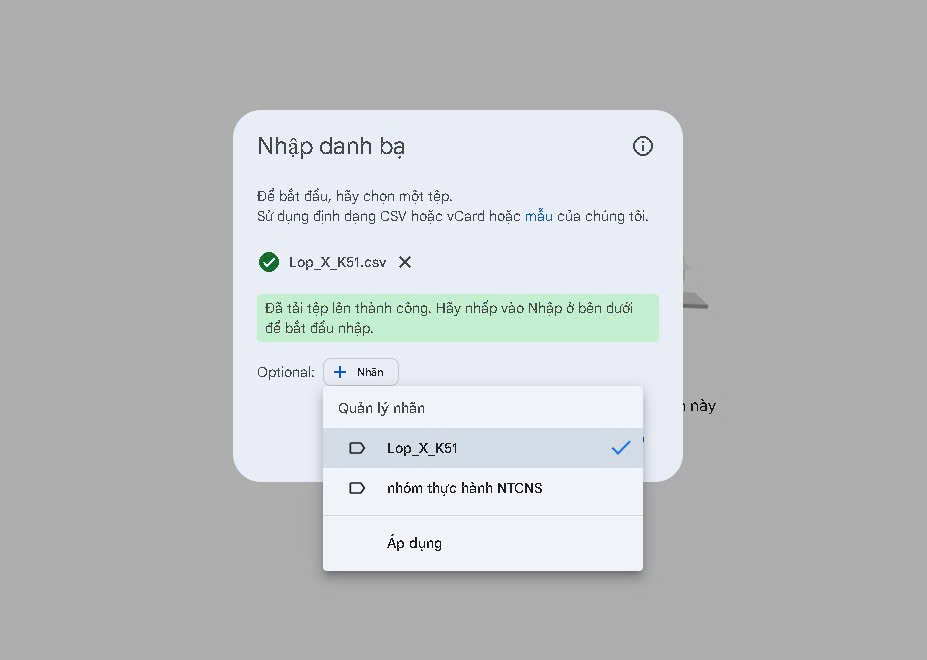 Nhập danh bạ
Để bắt đầu, hãy chọn một tệp.
Sử dụng định dạng CSV hoặc vCard hoặc mẫu của chúng tôi.
Lop_X_K51.csv
Đã tải tệp lên thành công. Hãy nhấp vào Nhập ở bên dưới
để bắt đầu nhập.
Optional:
Nhãn
Quản lý nhãn
này
Lop_X_K51
nhóm thực hành NTCNS
Áp dụng